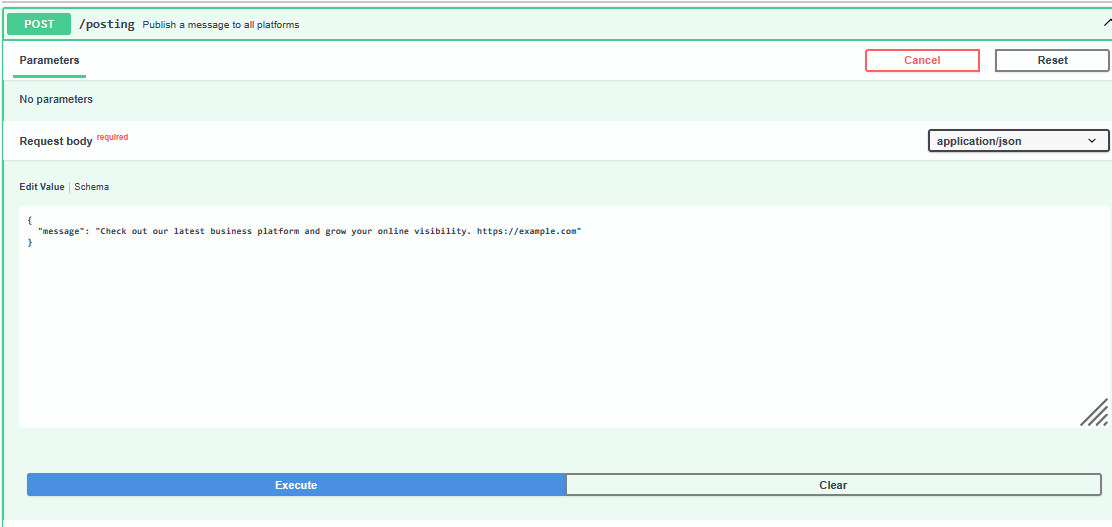 POST /posting Publish a message to all platforms
Parameters
Cancel
Reset
No parameters
Request body required
application/json
Edit Value | Schema
{
"message": "Check out our latest business platform and grow your online visibility. https://example.com"
}
Execute
Clear